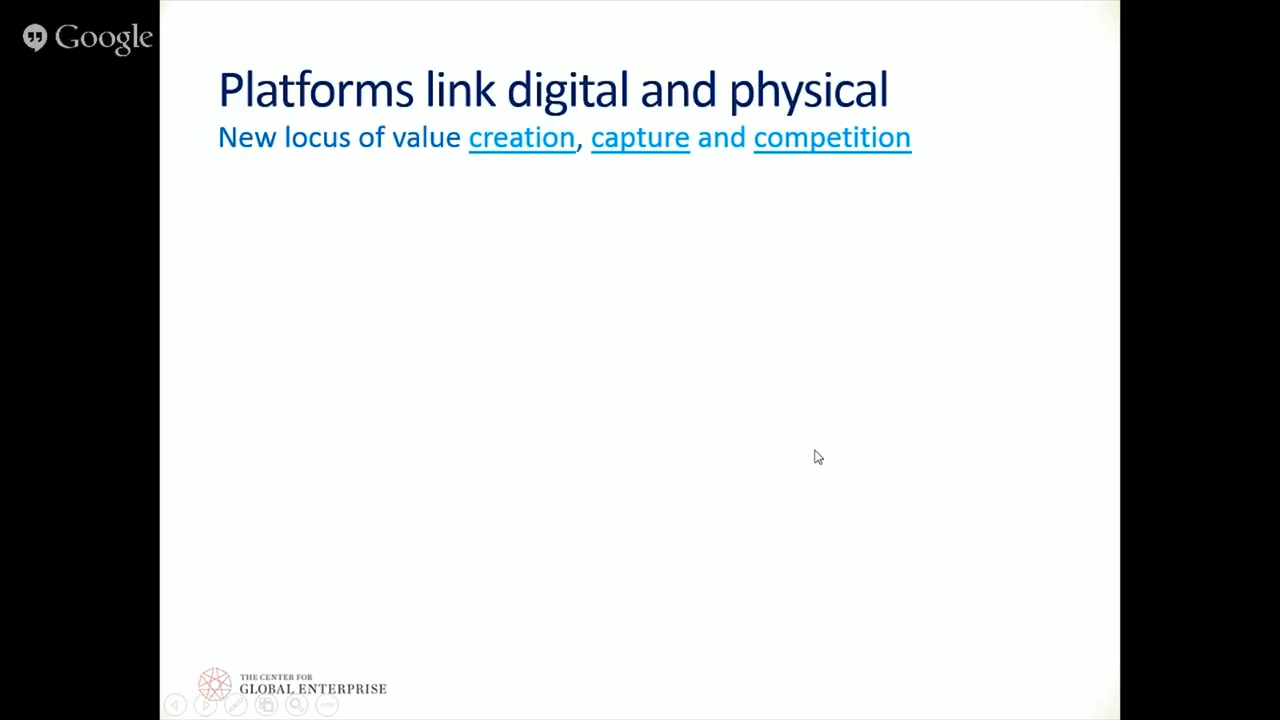 Google
Platforms link digital and physical
New locus of value creation, capture and competition
THE CENTER FOR
GLOBAL ENTERPRISE